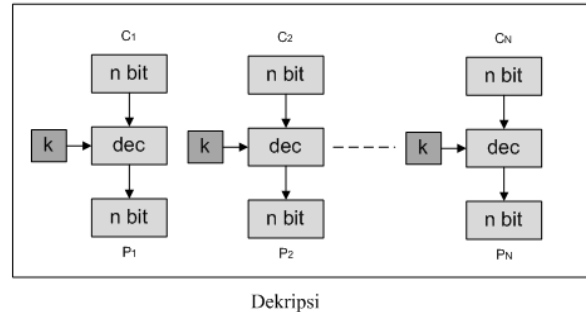 C1 C2 CN
n bit n bit n bit
k dec k dec k dec
n bit n bit n bit
P1 P2 PN
Dekripsi